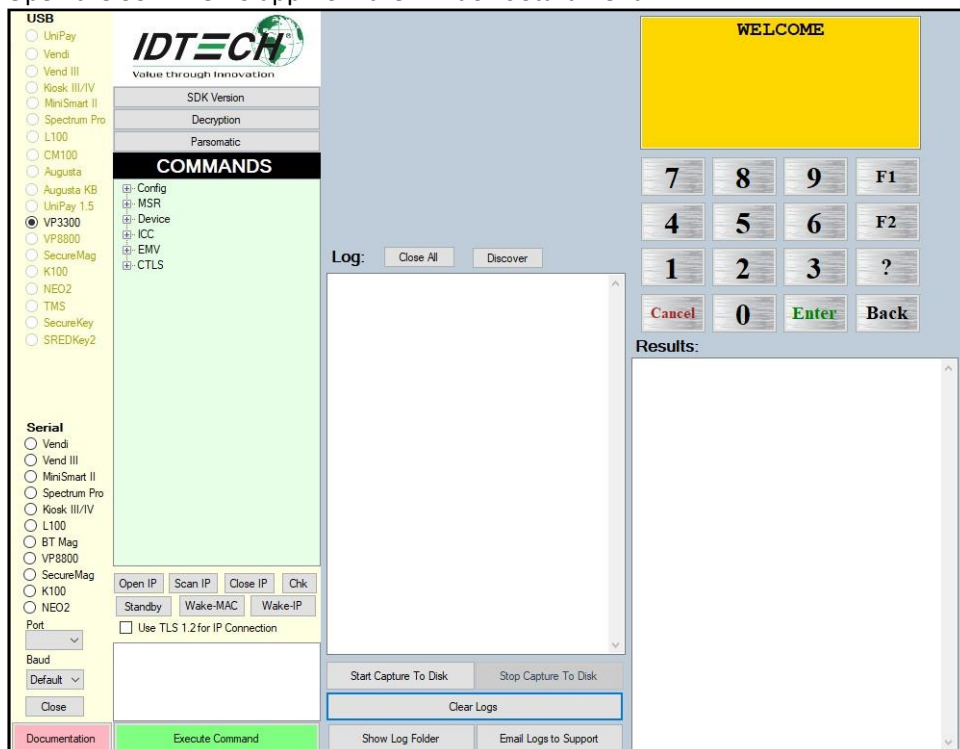 USB
UniPay
Vendi
Vend III
Kiosk III/IV
MiniSmart II
Spectrum Pro
L100
CM100
Augusta
Augusta KB
UniPay 1.5
VP3300
VP8800
SecureMag
K100
NEO2
TMS
SecureKey
SREDKey2
Serial
Vendi
Vend III
MiniSmart II
Spectrum Pro
Kiosk III/IV
L100
BT Mag
VP8800
SecureMag
K100
NEO2
Port
Baud
Default
Close
Documentation
IDTECH®
Value through Innovation
SDK Version
Decryption
Parsomatic
COMMANDS
Config
MSR
Device
ICC
EMV
CTLS
Open IP Scan IP Close IP Chk
Standby Wake-MAC Wake-IP
Use TLS 1.2 for IP Connection
Execute Command
Log: Close All Discover
Start Capture To Disk Stop Capture To Disk
Clear Logs
Show Log Folder Email Logs to Support
WELCOME
7 8 9 F1
4 5 6 F2
1 2 3 ?
Cancel 0 Enter Back
Results: